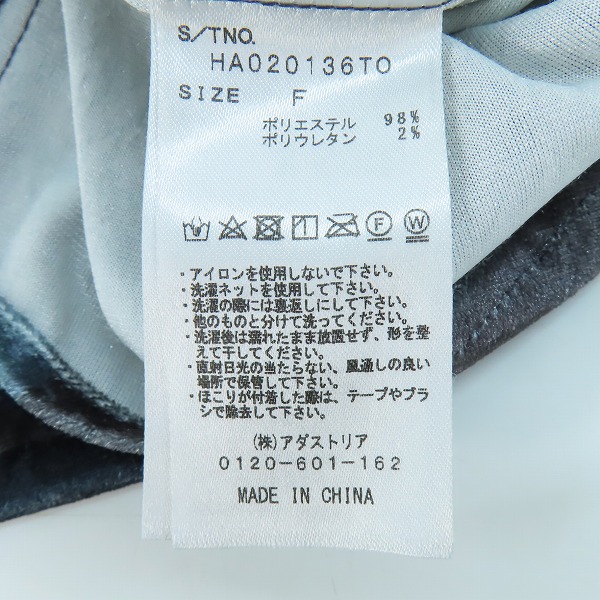 S/TNO.
HA020136TO
SIZE F
ポリエステル 98%
ポリウレタン 2%
F W
・アイロンを使用しないで下さい。
・洗濯ネットを使用して下さい。
・洗濯の際には裏返しにして下さい。
・他のものと分けて洗ってください。
・洗濯後は濡れたまま放置せず、形を整
えて干してください。
・直射日光の当たらない、風通しの良い
場所で保管して下さい。
・ほこりが付着した際は、テープやブラ
シで除去して下さい。
(株)アダストリア
0120-601-162
MADE IN CHINA